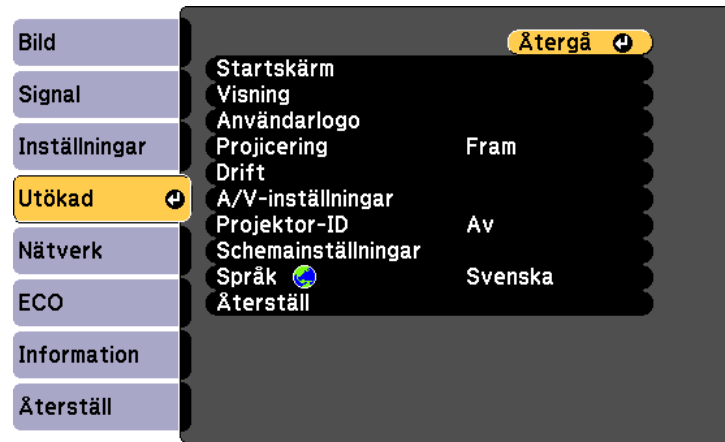 Bild
Signal
Inställningar
Utökad
Nätverk
ECO
Information
Återställ
Återgå
Startskärm
Visning
Användarlogo
Projicering Fram
Drift
A/V-inställningar
Projektor-ID Av
Schemainställningar
Språk Svenska
Återställ